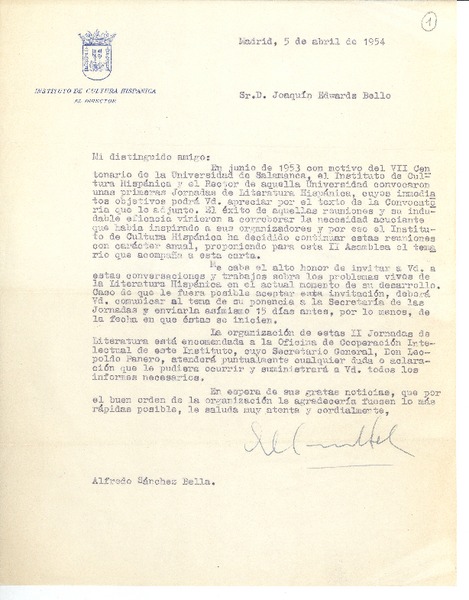 1
Madrid, 5 de abril de 1954
INSTITUTO DE CULTURA HISPANICA
EL DIRECTOR
Sr.D. Joaquín Edwards Bello
Mi distinguido amigo:
En junio de 1953 con motivo del VII Cen
tenario de la Universidad de Salamanca, el Instituto de Cul
tura Hispánica y el Rector de aquella Universidad convocaron
unas primeras Jornadas de Literatura Hispánica, cuyos inmedia
tos objetivos podrá Vd. apreciar por el texto de la Convocato
ria que le adjunto. El éxito de aquellas reuniones y su indu
dable eficacia vinieron a corroborar la necesidad acuciante
que había inspirado a sus organizadores y por eso el Institu-
to de Cultura Hispánica ha decidido continuar estas reuniones
con carácter anual, proponiendo para esta II Asamblea el tema
rio que acompaña a esta carta.
Me cabe el alto honor de invitar a Vd. a
estas conversaciones y trabajos sobre los problemas vivos de
la Literatura Hispánica en el actual momento de su desarrollo.
Caso de que le fuera posible aceptar esta invitación, deberá
Vd. comunicar el tema de su ponencia a la Secretaría de las
Jornadas y enviarla asimismo 15 días antes, por lo menos, de
la fecha en que éstas se inicien.
La organización de estas II Jornadas de
Literatura está encomendada a la Oficina de Cooperación Inte-
lectual de este Instituto, cuyo Secretario General, Don Leo-
poldo Panero, atenderá puntualmente cualquier duda o aclara-
ción que le pudiera ocurrir y suministrará a Vd. todos los
informes necesarios.
En espera de sus gratas noticias, que por
el buen orden de la organización le agradecería fuesen lo más
rápidas posible, le saluda muy atenta y cordialmente,
Alfredo Sánchez Bella.